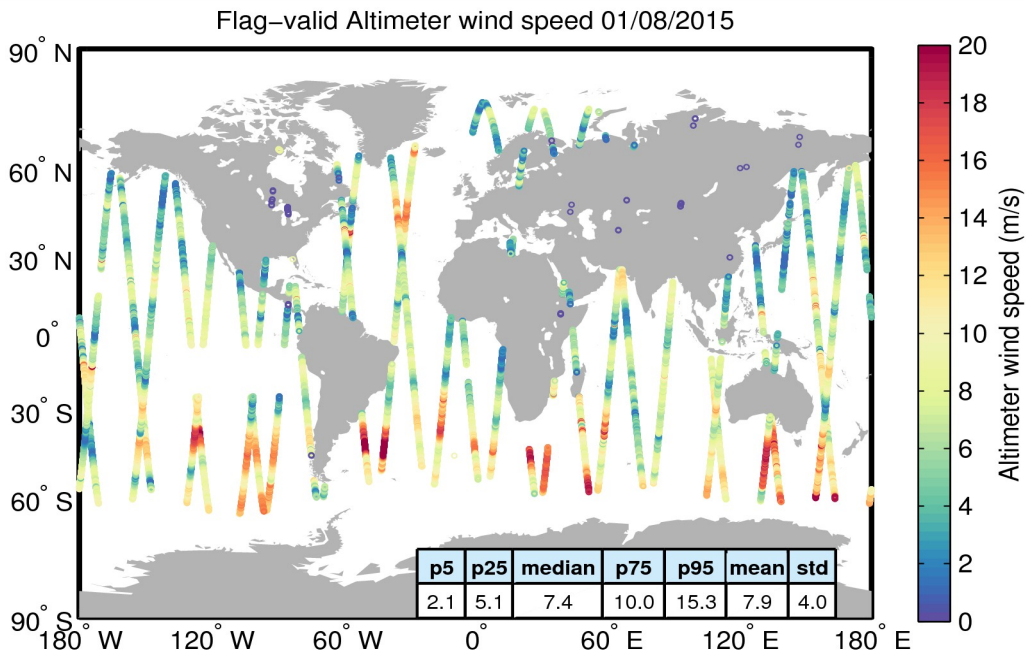 Flag−valid Altimeter wind speed 01/08/2015
90° N
60° N
30° N
0°
30° S
60° S
90° S
180° W
120° W
60° W
0°
60° E
120° E
180° E
p5 p25 median p75 p95 mean std
2.1 5.1 7.4 10.0 15.3 7.9 4.0
20
18
16
14
12
10
8
6
4
2
0
Altimeter wind speed (m/s)